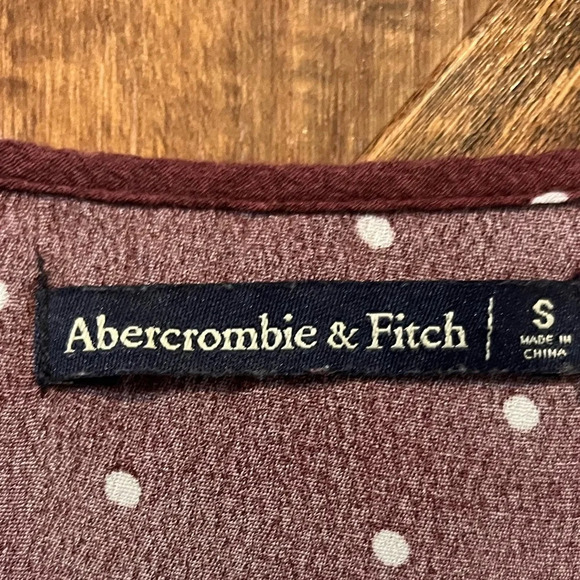 Abercrombie & Fitch | S
MADE IN
CHINA